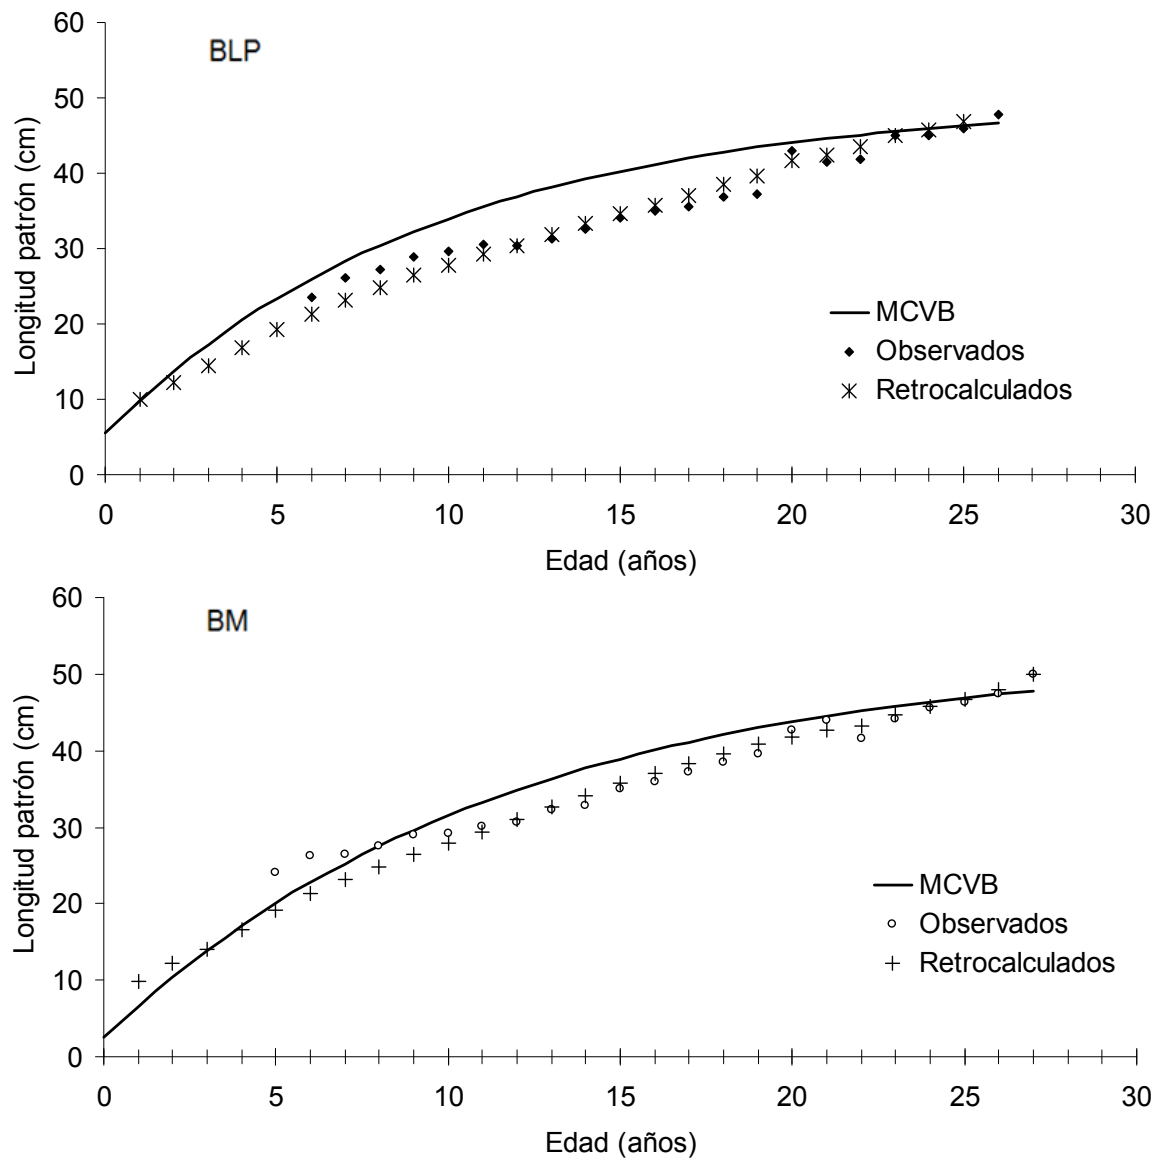 60
BLP
50
40
30
20
10
0
Longitud patrón (cm)
MCVB
Observados
Retrocalculados
0 5 10 15 20 25 30
Edad (años)
60
BM
50
40
30
20
10
0
Longitud patrón (cm)
MCVB
Observados
Retrocalculados
0 5 10 15 20 25 30
Edad (años)